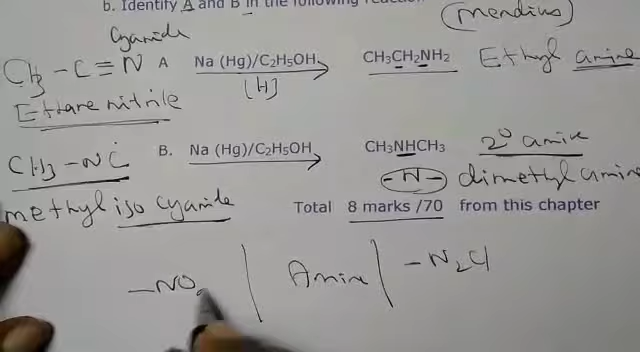 b. Identify A and B in the following reaction
(Mendius)
Cyanide
CH3-C≡N A Na (Hg)/C2H5OH CH3CH2NH2 Ethyl amine
[H]
Ethane nitrile
CH3-NC B. Na (Hg)/C2H5OH CH3NHCH3 2° amine
-N- dimethyl amine
methyl iso cyanide
Total 8 marks /70 from this chapter
-NO2 | Amine | -N2Cl